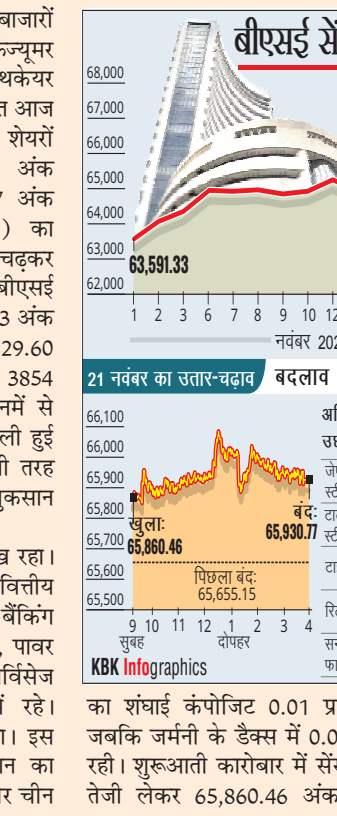 बाजारों
थकेयर
आज
शेयरों
अंक
अंक
) का
चढ़कर
बीएसई
3 अंक
29.60
3854
नमें से
ली हुई
तरह
नुकसान
रहा।
वित्तीय
बैंकिंग
, पावर
र्विसेज
रहे।
इस
का
चीन
बीएसई सें
68,000
67,000
66,000
65,000
64,000
63,000
62,000
63,591.33
1 2 3 6 7 8 9 10 12
नवंबर 202
21 नवंबर का उतार-चढ़ाव
बदलाव
66,100
66,000
65,900
65,800
65,700
65,600
65,500
खुलाः
65,860.46
बंदः
65,930.77
पिछला बंदः
65,655.15
9 10 11 12 1 2 3 4
सुबह दोपहर
KBK Infographics
का शंघाई कंपोजिट 0.01 प्र
जबकि जर्मनी के डैक्स में 0.0
रही। शुरूआती कारोबार में सें
तेजी लेकर 65,860.46 अंक